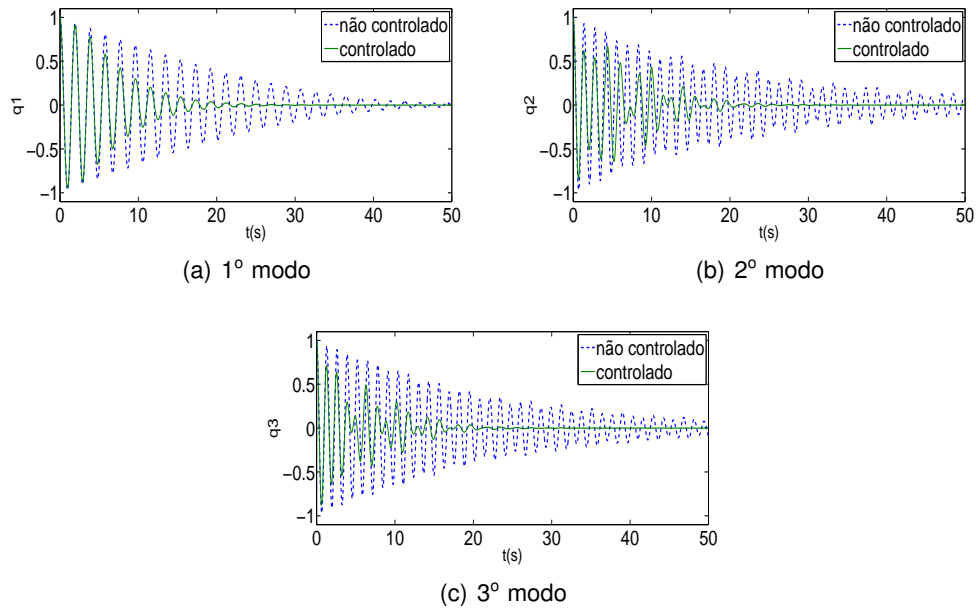 não controlado
controlado
1
0.5
0
−0.5
−1
q1
0 10 20 30 40 50
t(s)
(a) 1º modo
não controlado
controlado
1
0.5
0
−0.5
−1
q2
0 10 20 30 40 50
t(s)
(b) 2º modo
não controlado
controlado
1
0.5
0
−0.5
−1
q3
0 10 20 30 40 50
t(s)
(c) 3º modo